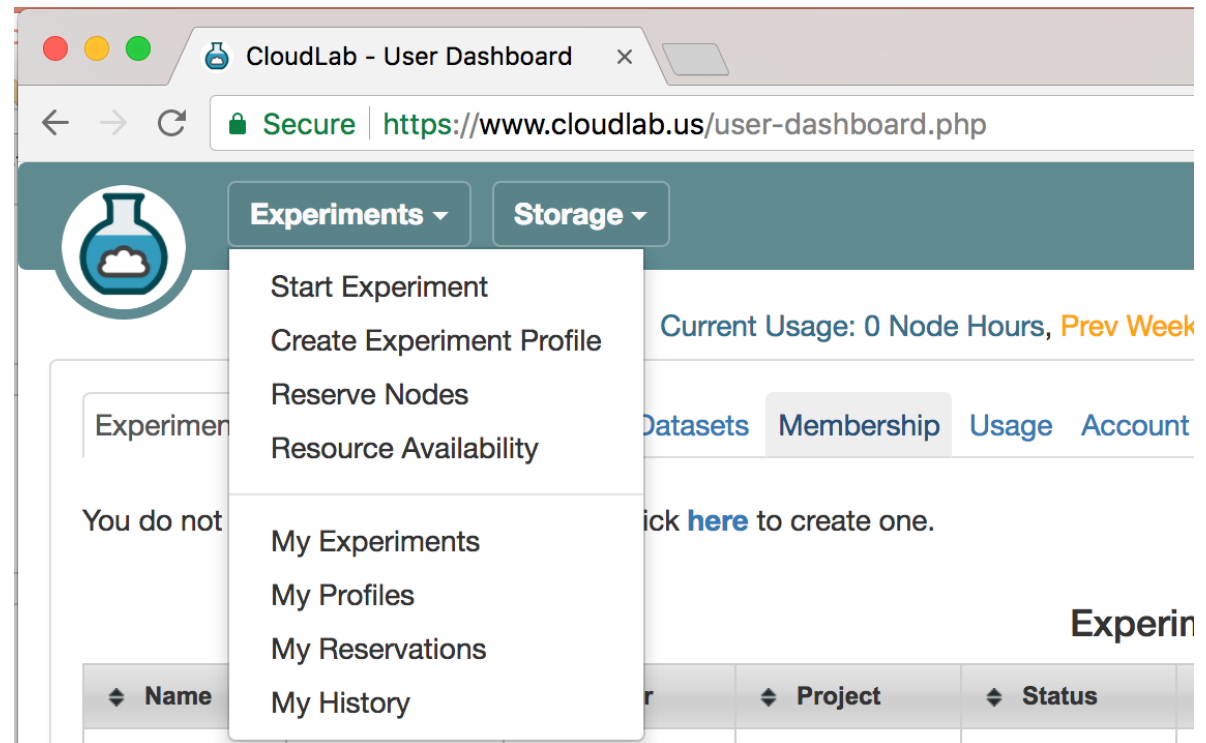 CloudLab - User Dashboard
Secure https://www.cloudlab.us/user-dashboard.php
Experiments Storage
Start Experiment
Create Experiment Profile
Reserve Nodes
Resource Availability
My Experiments
My Profiles
My Reservations
My History
Current Usage: 0 Node Hours, Prev Week
Experimen Datasets Membership Usage Account
You do not ick here to create one.
Experin
Name r Project Status